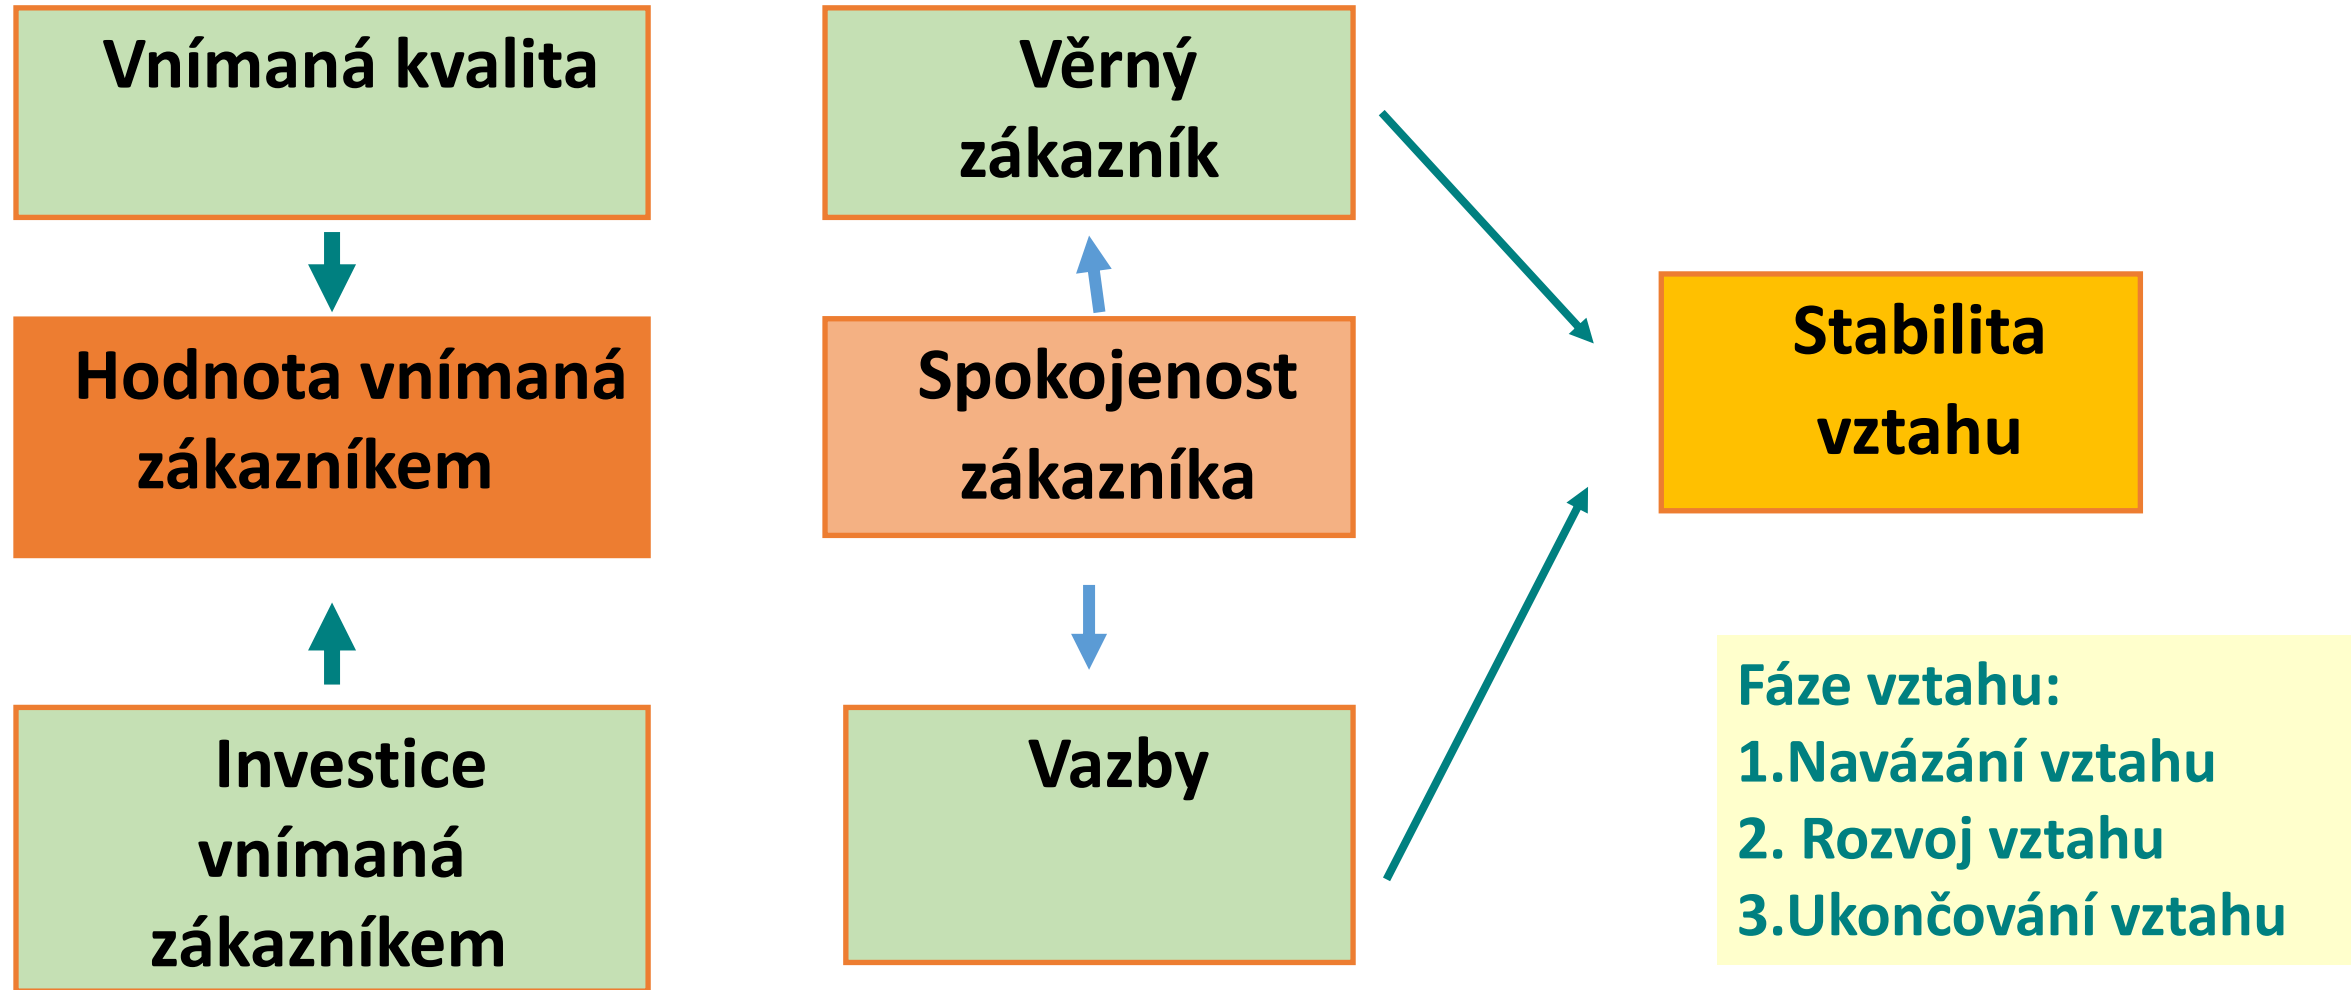 Vnímaná kvalita
Hodnota vnímaná
zákazníkem
Investice
vnímaná
zákazníkem
Věrný
zákazník
Spokojenost
zákazníka
Vazby
Stabilita
vztahu
Fáze vztahu:
1.Navázání vztahu
2. Rozvoj vztahu
3.Ukončování vztahu